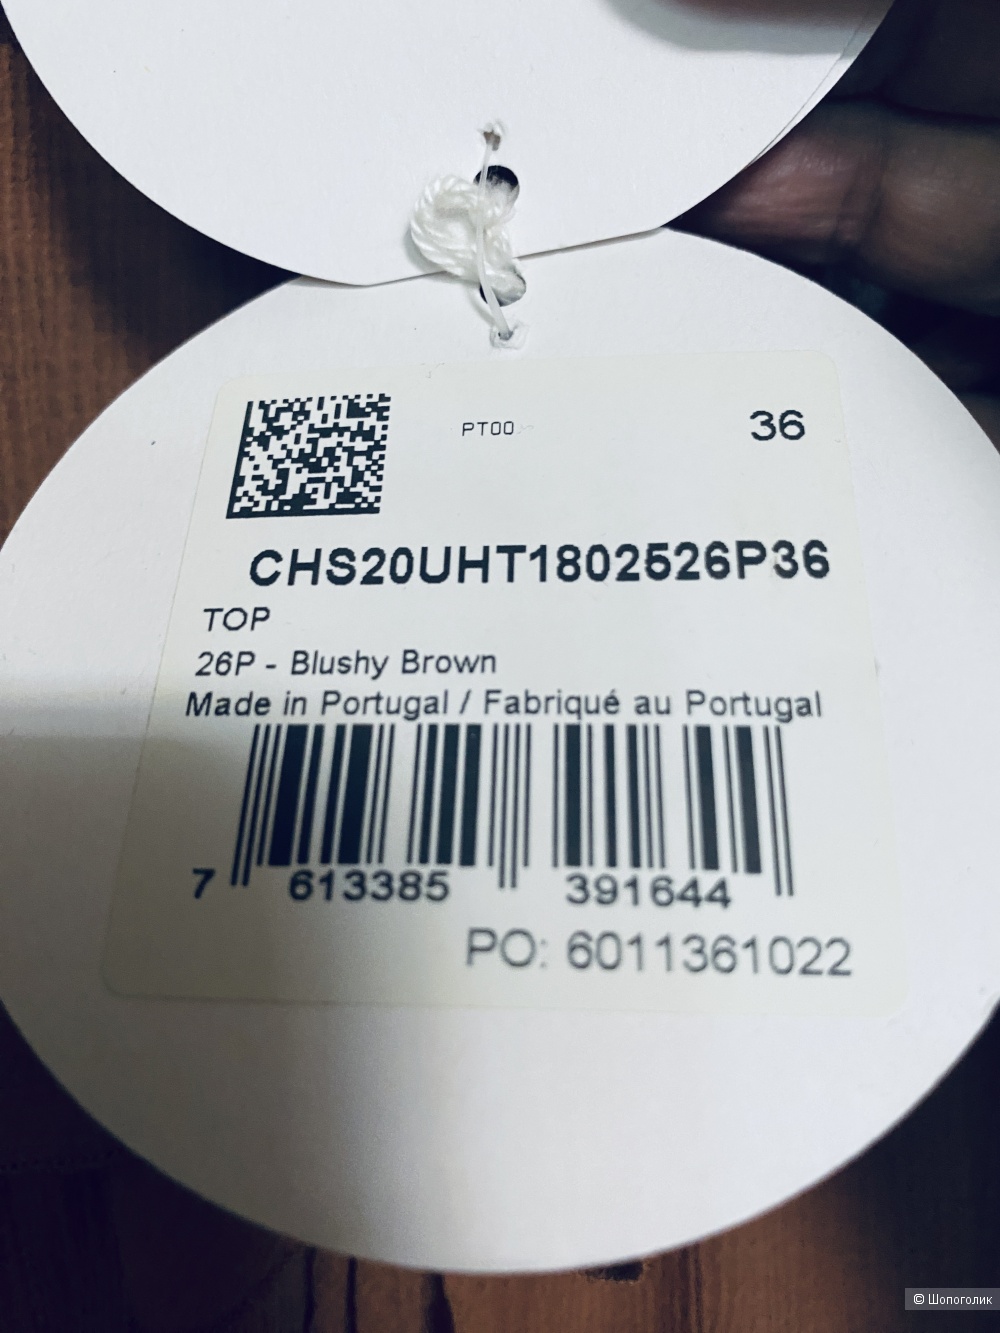 PT00
36
CHS20UHT1802526P36
TOP
26P - Blushy Brown
Made in Portugal / Fabriqué au Portugal
7 613385 391644
PO: 6011361022
© Шопоголик